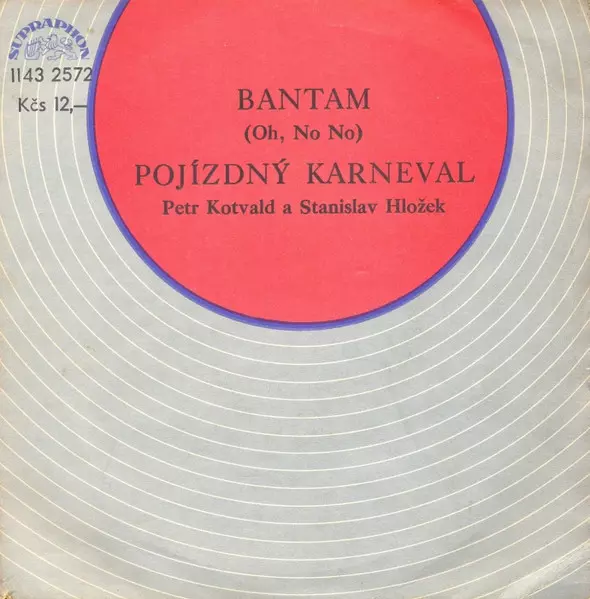 SUPRAPHON
1143 2572
Kčs 12,—
BANTAM
(Oh, No No)
POJÍZDNÝ KARNEVAL
Petr Kotvald a Stanislav Hložek